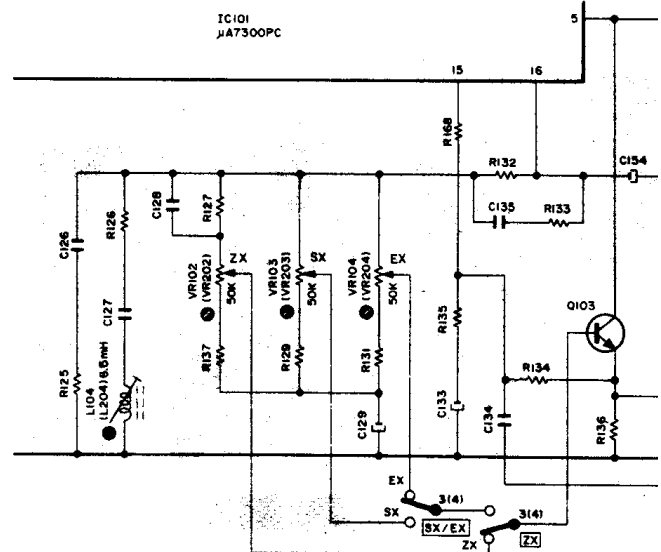 IC101
μA7300PC
5
15
16
R168
R132
C154
C135
R133
C126
R126
C128
R127
ZX
VR102
(VR202)
50K
SX
VR103
(VR203)
50K
EX
VR104
(VR204)
50K
C127
R135
Q103
R125
L104
(L204) 6.5mH
R137
R129
R131
R134
C129
C133
C134
R136
EX
SX
3(4)
SX/EX
3(4)
ZX
ZX